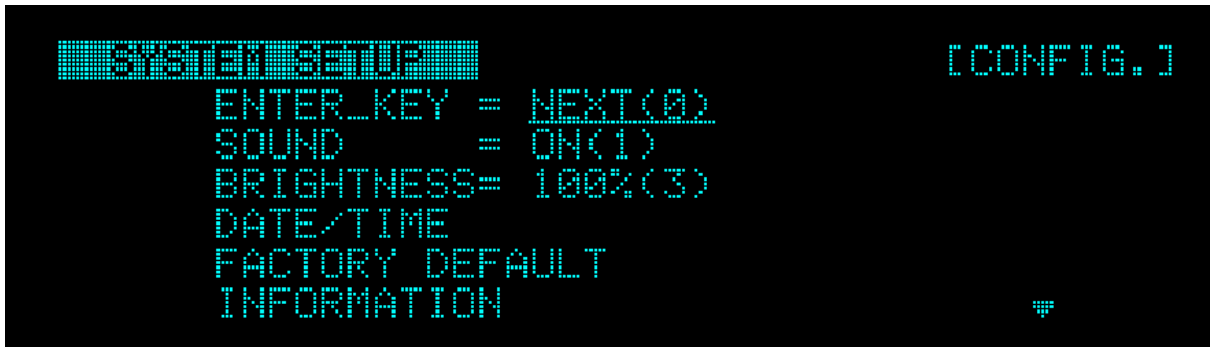 SYSTEM SETUP [CONFIG.]
ENTER_KEY = NEXT(0)
SOUND = ON(1)
BRIGHTNESS= 100%(3)
DATE/TIME
FACTORY DEFAULT
INFORMATION